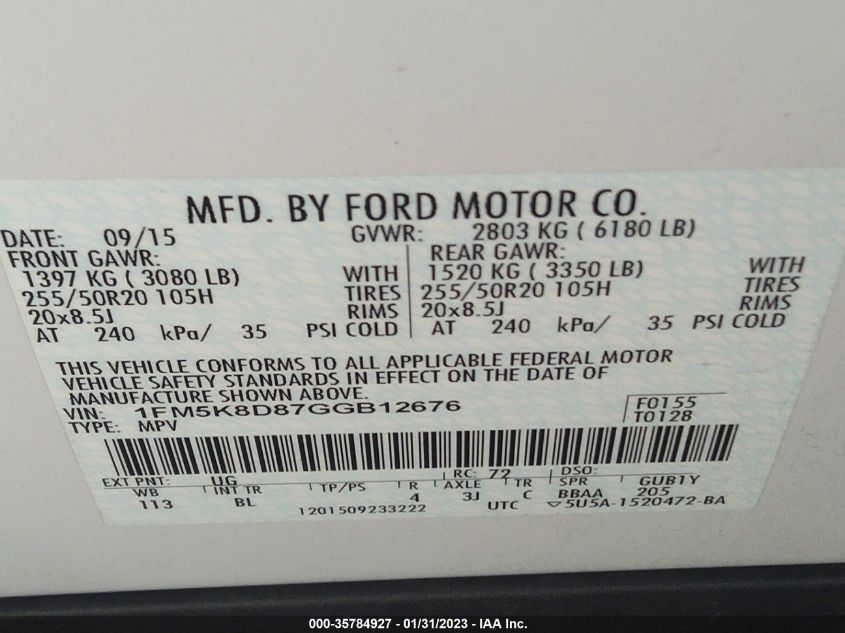 MFD. BY FORD MOTOR CO.
DATE: 09/15 GVWR: 2803 KG ( 6180 LB)
FRONT GAWR: REAR GAWR:
1397 KG ( 3080 LB) WITH 1520 KG ( 3350 LB) WITH
255/50R20 105H TIRES 255/50R20 105H TIRES
20x8.5J RIMS 20x8.5J RIMS
AT 240 kPa/ 35 PSI COLD AT 240 kPa/ 35 PSI COLD
THIS VEHICLE CONFORMS TO ALL APPLICABLE FEDERAL MOTOR
VEHICLE SAFETY STANDARDS IN EFFECT ON THE DATE OF
MANUFACTURE SHOWN ABOVE.
VIN: 1FM5K8D87GGB12676 F0155
TYPE: MPV T0128
EXT PNT: UG RC: 72 DSO:
WB INT TR TP/PS R AXLE TR SPR GUB1Y
113 BL 4 3J C BBAA 205
1201509233222 UTC ▽5U5A-1520472-BA
000-35784927 - 01/31/2023 - IAA Inc.